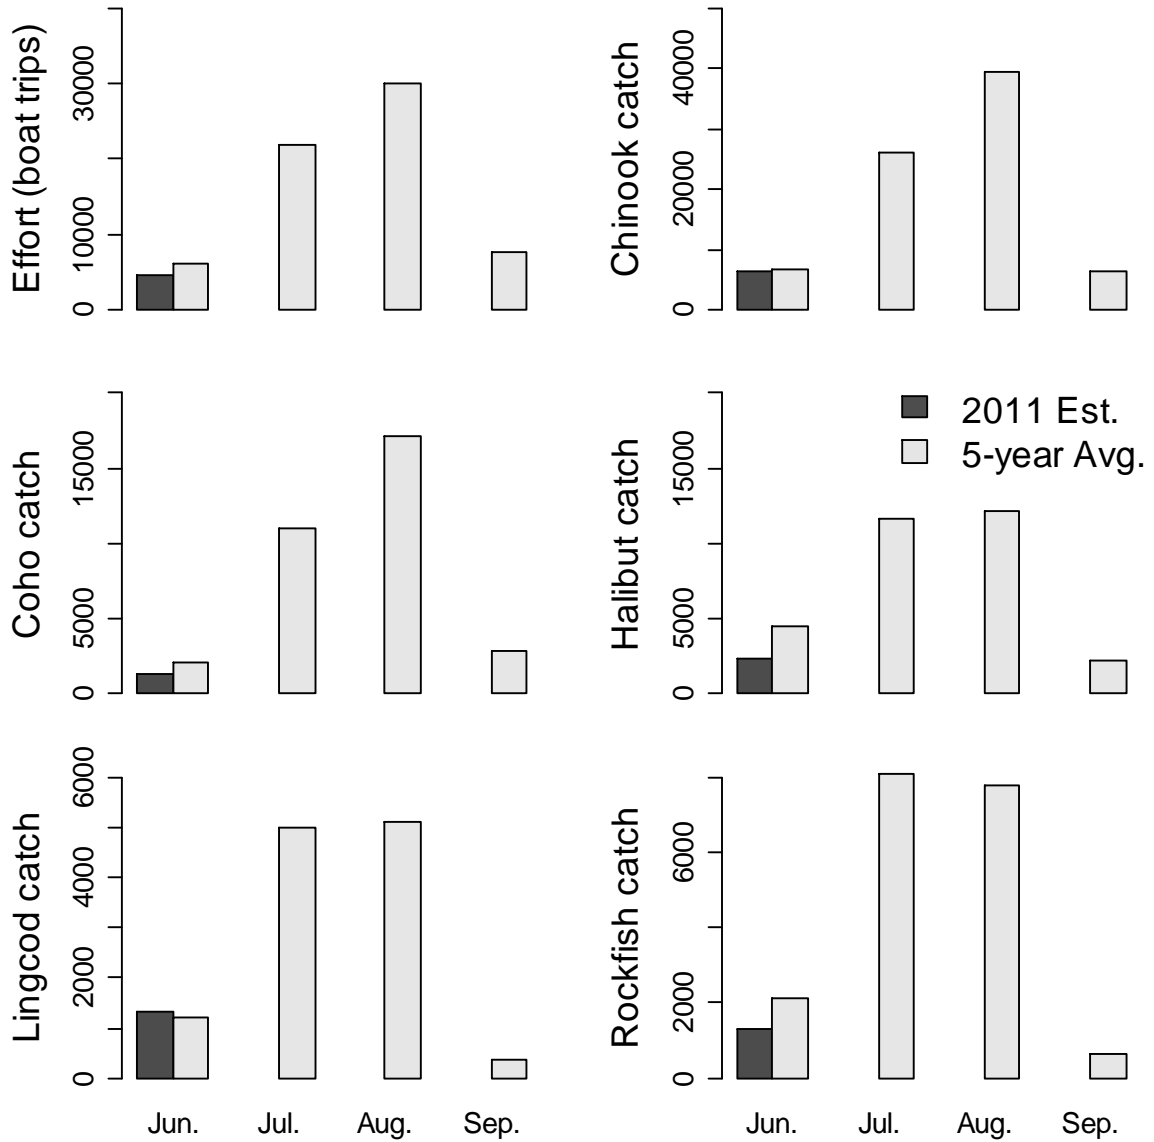 Effort (boat trips)
0
10000
30000
Chinook catch
0
20000
40000
Coho catch
0
5000
15000
Halibut catch
0
5000
15000
2011 Est.
5-year Avg.
Lingcod catch
0
2000
4000
6000
Rockfish catch
0
2000
6000
Jun. Jul. Aug. Sep.
Jun. Jul. Aug. Sep.